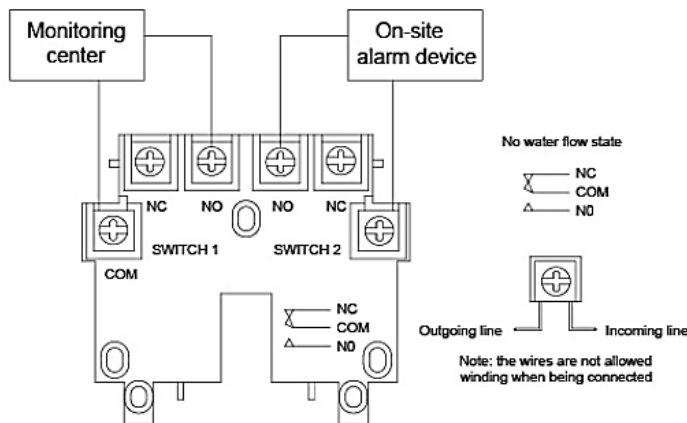 Monitoring
center
On-site
alarm device
No water flow state
NC
COM
N0
NC
NO
NO
NC
SWITCH 1
SWITCH 2
COM
NC
COM
N0
Outgoing line
Incoming line
Note: the wires are not allowed
winding when being connected